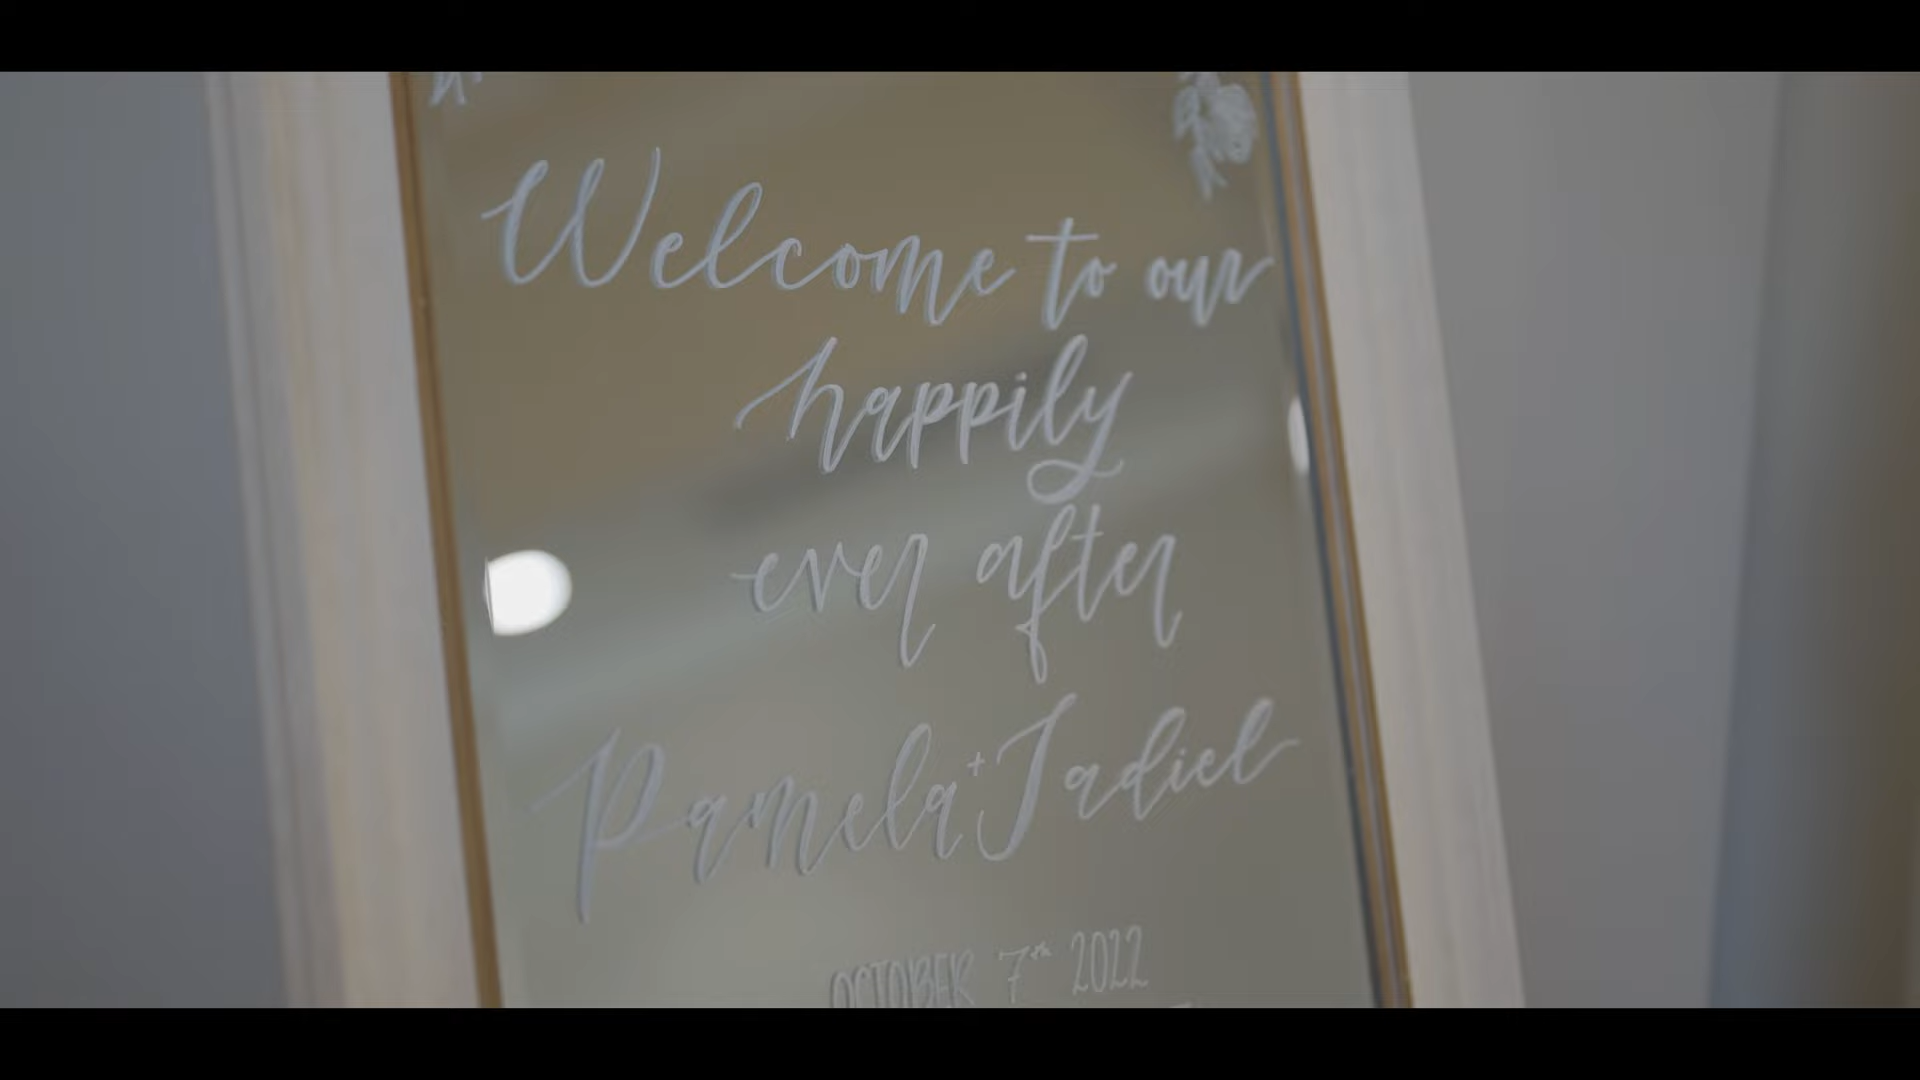 Welcome to our
happily
ever after
Pamela + Jadiel
OCTOBER 7th 2022